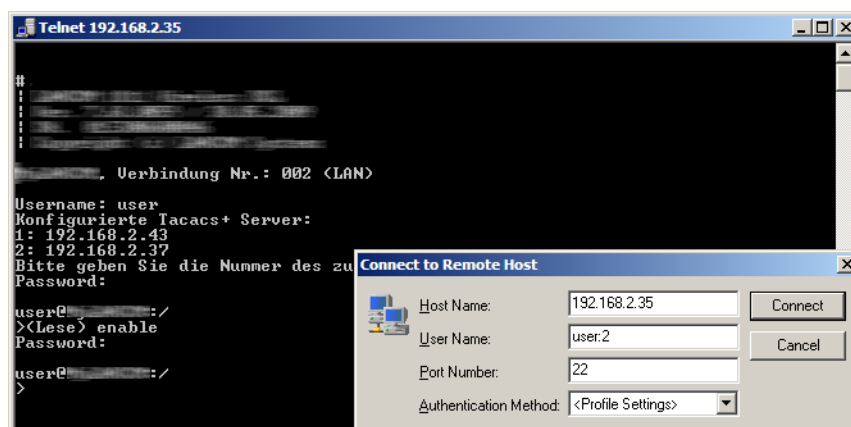 Telnet 192.168.2.35
#
, Verbindung Nr.: 002 (LAN)
Username: user
Konfigurierte Tacacs+ Server:
1: 192.168.2.43
2: 192.168.2.37
Bitte geben Sie die Nummer des zu
Password:
user@ :/
>(Lese) enable
Password:
user@ :/
>
Connect to Remote Host
Host Name: 192.168.2.35
Connect
User Name: user:2
Cancel
Port Number: 22
Authentication Method: <Profile Settings>